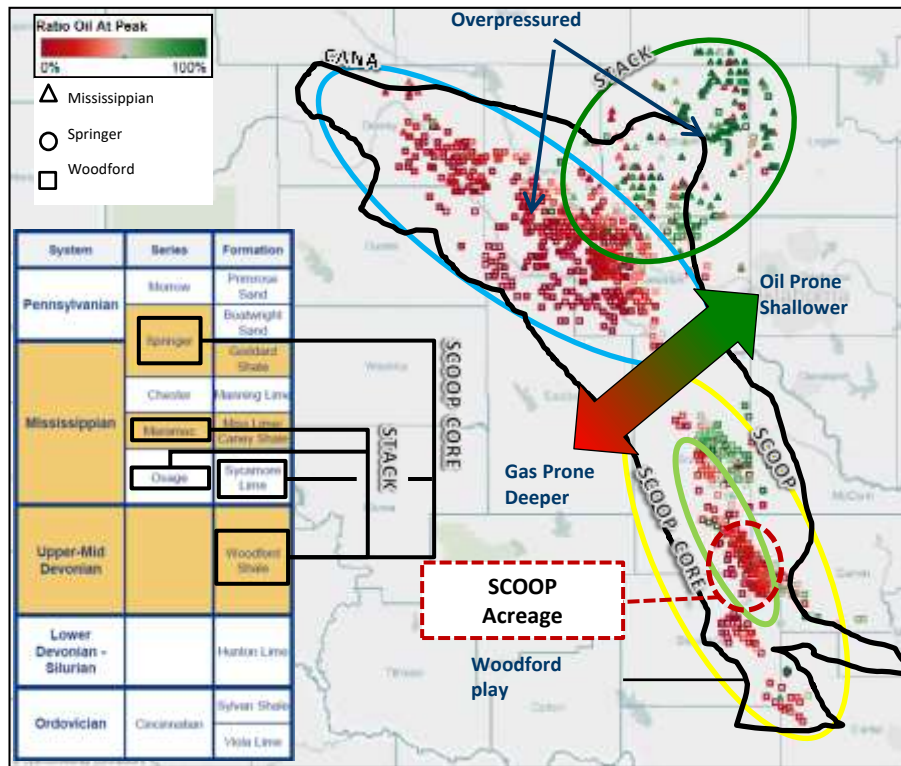 Ratio Oil At Peak
0%
100%
Mississippian
Springer
Woodford
Overpressured
CANA
STACK
Oil Prone
Shallower
Gas Prone
Deeper
SCOOP
SCOOP CORE
SCOOP
Acreage
Woodford
play
System
Series
Formation
Pennsylvanian
Morrow
Primrose
Sand
Boatwright
Sand
Springer
Goddard
Shale
Mississippian
Chester
Manning Lime
Meramec
Miss Lime
Caney Shale
Osage
Sycamore
Lime
Upper-Mid
Devonian
Woodford
Shale
Lower
Devonian -
Silurian
Hunton Lime
Ordovician
Cincinnatian
Sylvan Shale
Viola Lime
STACK
SCOOP CORE